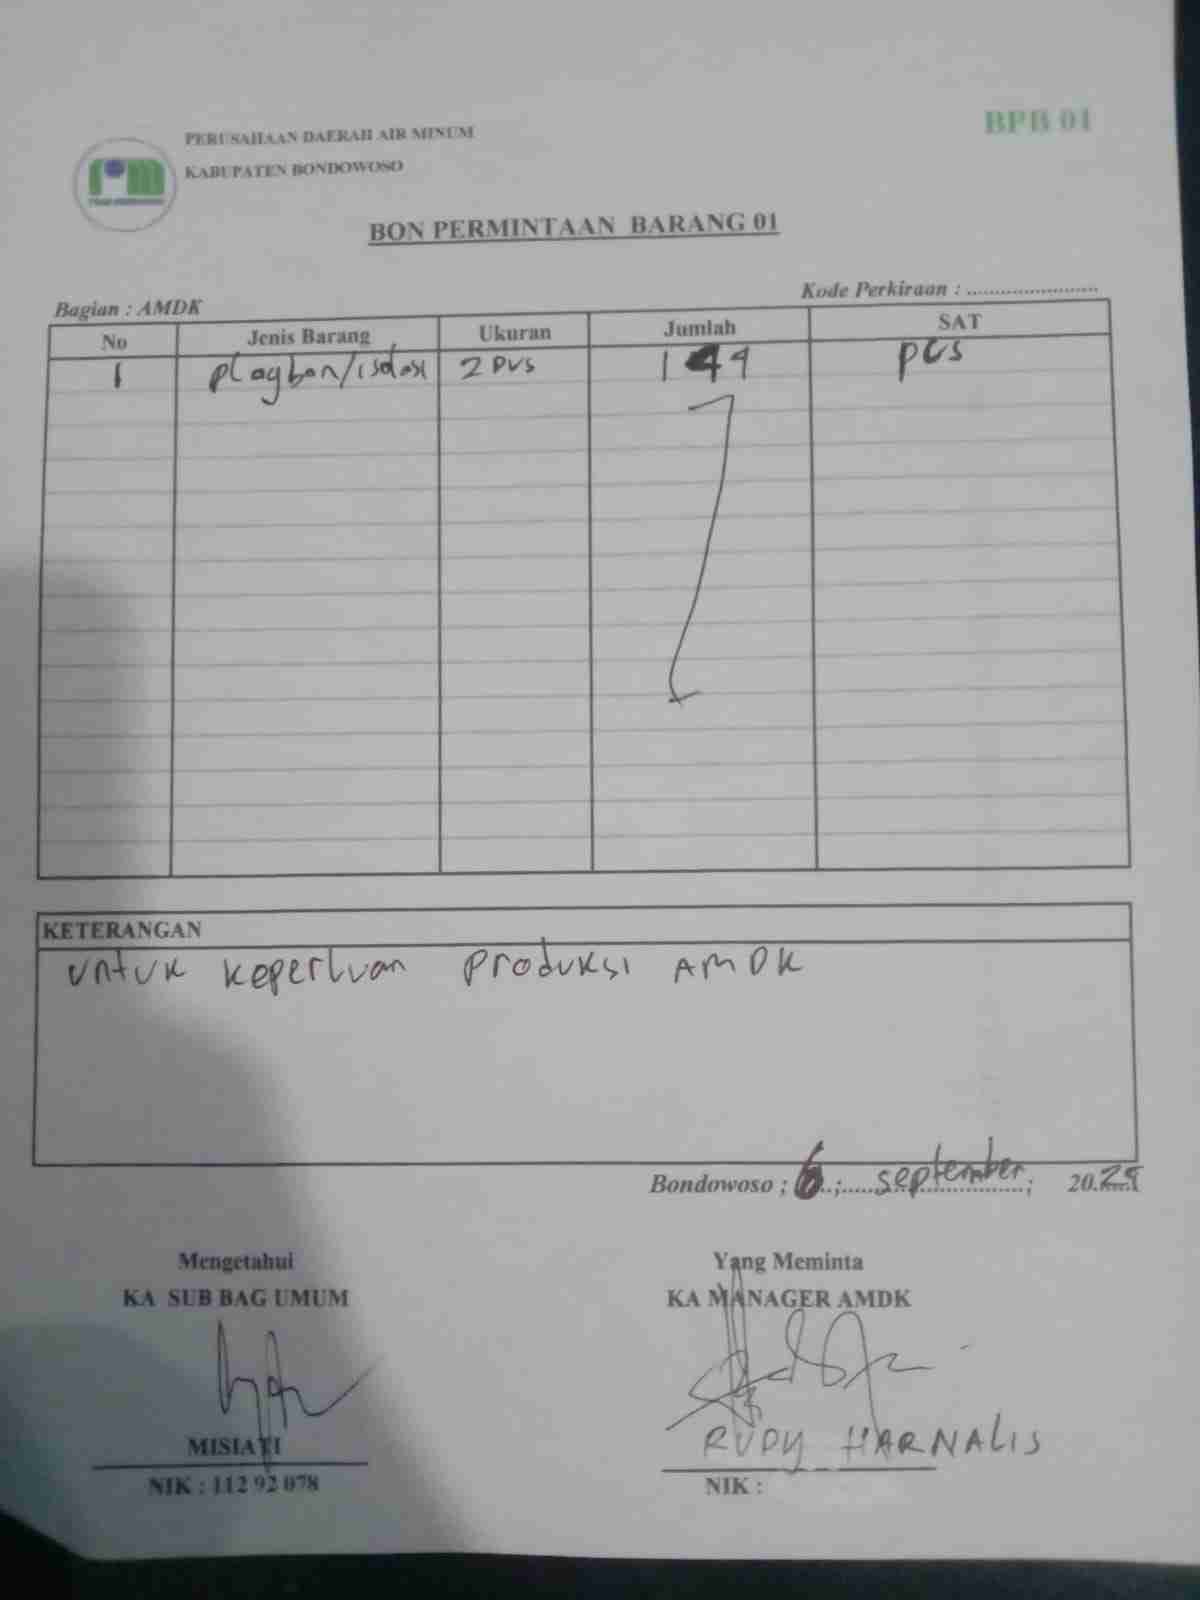 BPB 01
PERUSAHAAN DAERAH AIR MINUM
KABUPATEN BONDOWOSO
BON PERMINTAAN BARANG 01
Bagian : AMDK
Kode Perkiraan : ........................
No Jenis Barang Ukuran Jumlah SAT
1 plagban/isolasi 2 Dus 144 pcs
KETERANGAN
untuk keperluan produksi AMDK
Bondowoso ; 6 ..;.... september ....; 20.24
Mengetahui
KA SUB BAG UMUM
MISIATI
NIK : 112 92 078
Yang Meminta
KA MANAGER AMDK
RUDY HARNALIS
NIK :